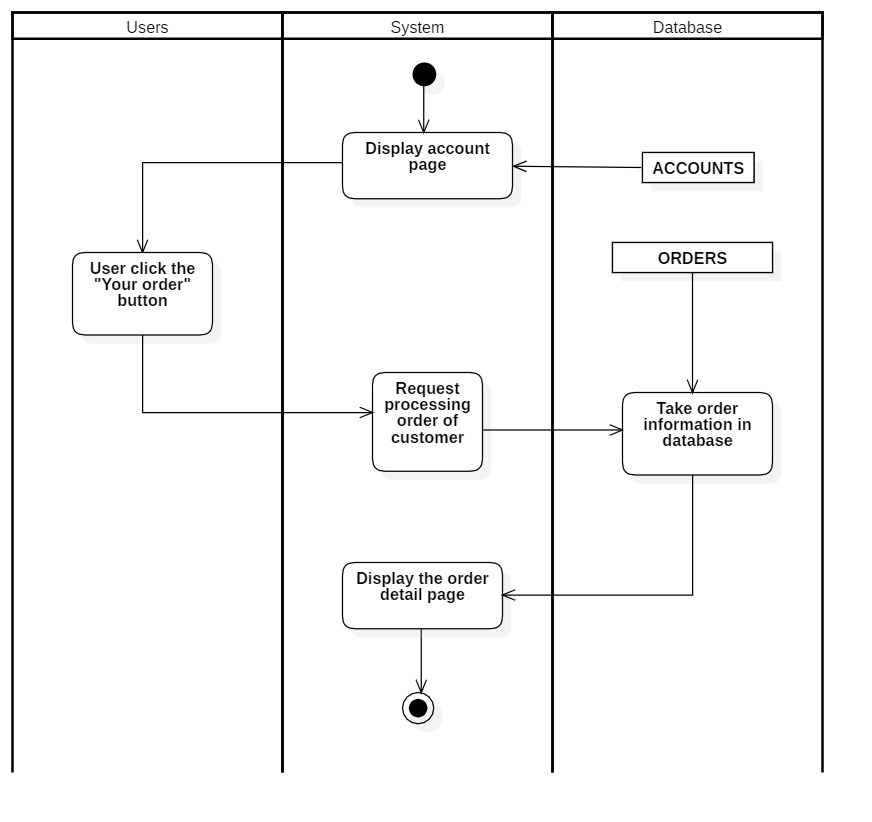 Users
System
Database
Display account
page
ACCOUNTS
User click the
"Your order"
button
ORDERS
Request
processing
order of
customer
Take order
information in
database
Display the order
detail page